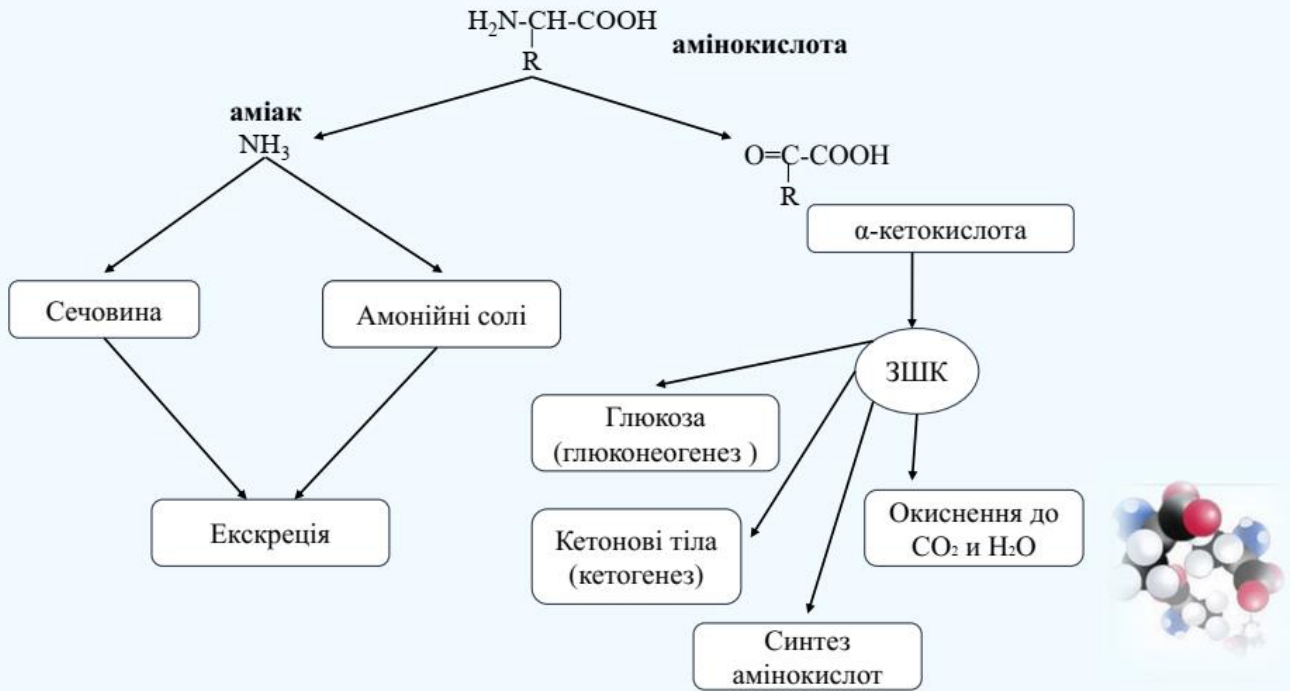 H₂N-CH-COOH
R
амінокислота
аміак
NH₃
O=C-COOH
R
α-кетокислота
Сечовина
Амонійні солі
ЗШК
Глюкоза
(глюконеогенез )
Кетонові тіла
(кетогенез)
Окиснення до
CO₂ и H₂O
Екскреція
Синтез
амінокислот